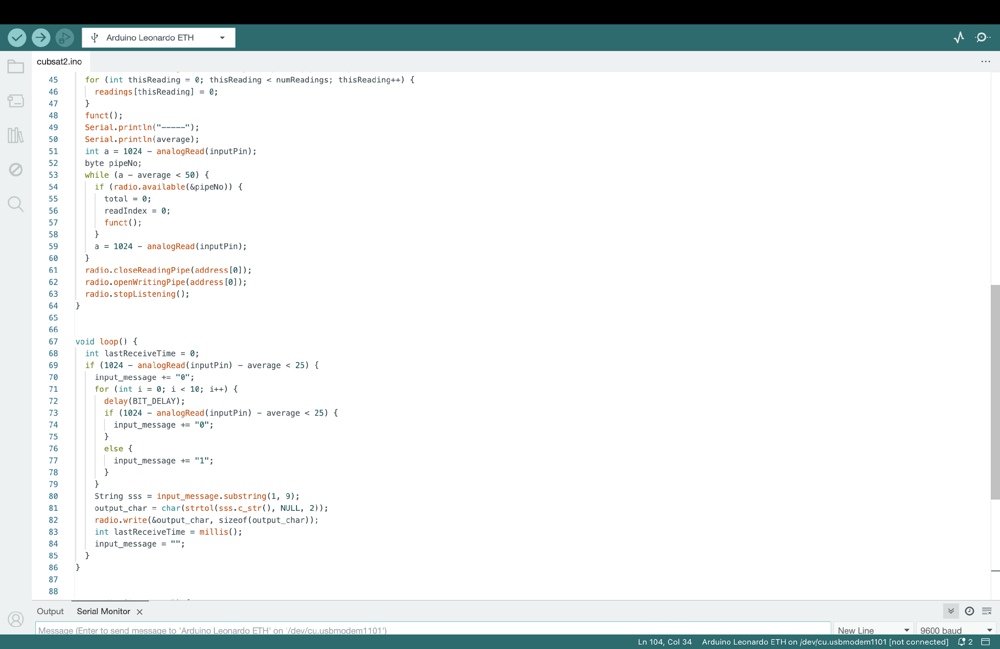 Arduino Leonardo ETH
cubsat2.ino
45 for (int thisReading = 0; thisReading < numReadings; thisReading++) {
46 readings[thisReading] = 0;
47 }
48 funct();
49 Serial.println("-----");
50 Serial.println(average);
51 int a = 1024 - analogRead(inputPin);
52 byte pipeNo;
53 while (a - average < 50) {
54 if (radio.available(&pipeNo)) {
55 total = 0;
56 readIndex = 0;
57 funct();
58 }
59 a = 1024 - analogRead(inputPin);
60 }
61 radio.closeReadingPipe(address[0]);
62 radio.openWritingPipe(address[0]);
63 radio.stopListening();
64 }
65
66
67 void loop() {
68 int lastReceiveTime = 0;
69 if (1024 - analogRead(inputPin) - average < 25) {
70 input_message += "0";
71 for (int i = 0; i < 10; i++) {
72 delay(BIT_DELAY);
73 if (1024 - analogRead(inputPin) - average < 25) {
74 input_message += "0";
75 }
76 else {
77 input_message += "1";
78 }
79 }
80 String sss = input_message.substring(1, 9);
81 output_char = char(strtol(sss.c_str(), NULL, 2));
82 radio.write(&output_char, sizeof(output_char));
83 int lastReceiveTime = millis();
84 input_message = "";
85 }
86 }
87
88
Output Serial Monitor
Message (Enter to send message to 'Arduino Leonardo ETH' on '/dev/cu.usbmodem1101') New Line 9600 baud
Ln 104, Col 34 Arduino Leonardo ETH on /dev/cu.usbmodem1101 [not connected] 2